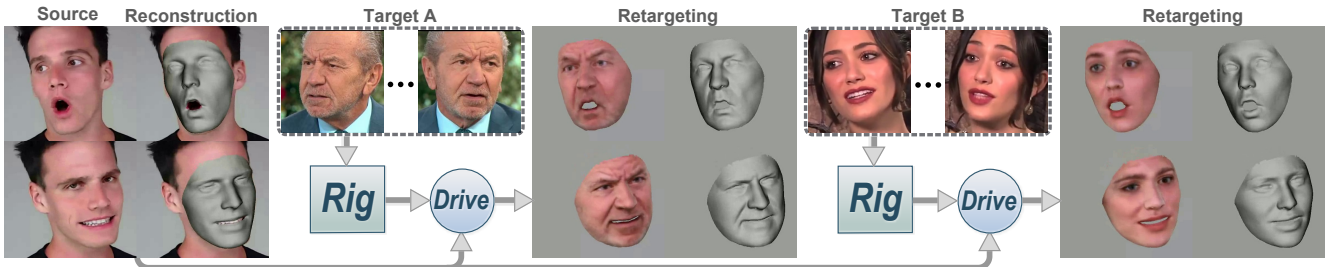 Source Reconstruction Target A Retargeting Target B Retargeting
Rig Drive Rig Drive